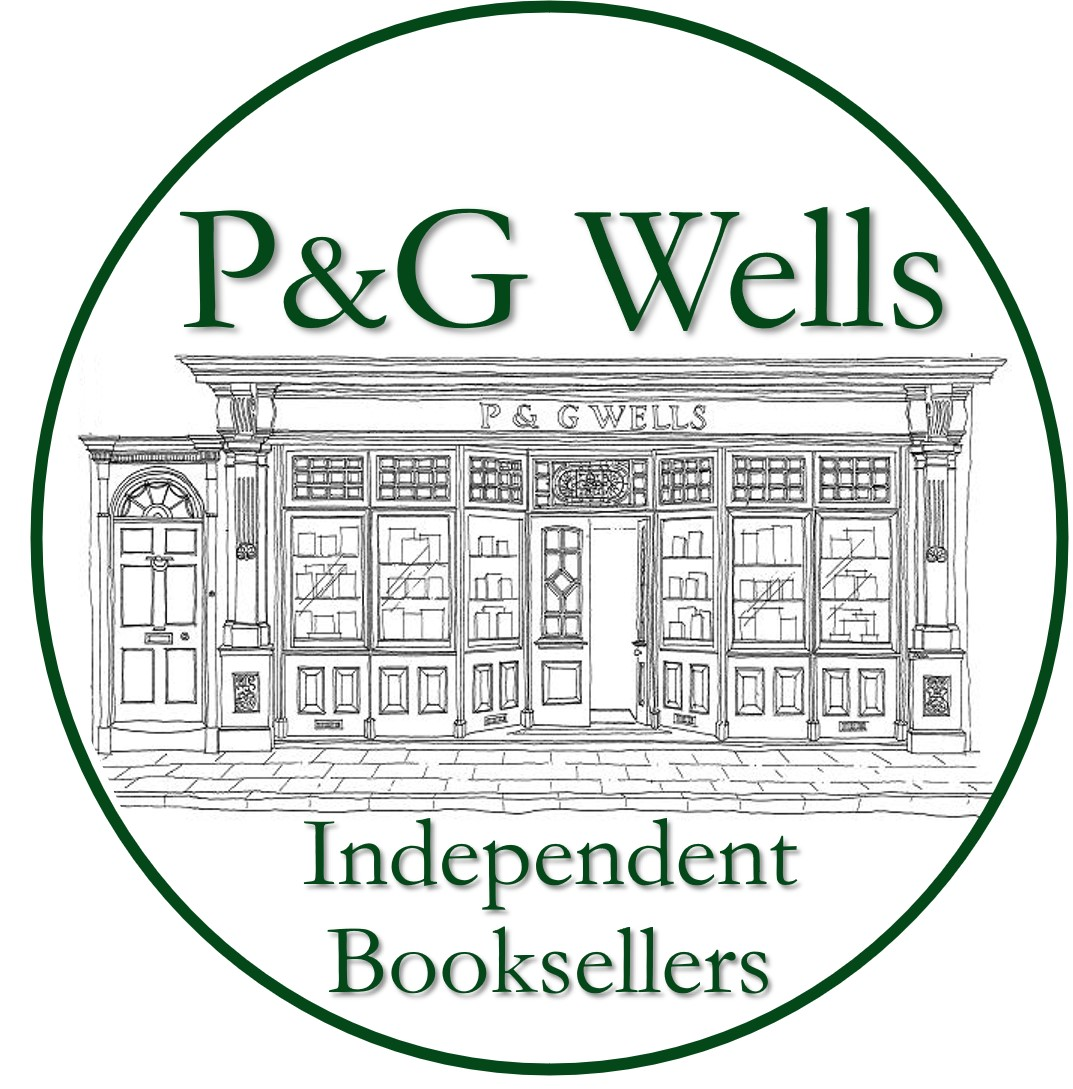 P&G Wells
P & G WELLS
Independent
Booksellers